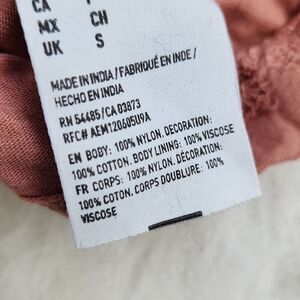 CA
MX CH
UK S
MADE IN INDIA / FABRIQUÉ EN INDE /
HECHO EN INDIA
RN 54485 / CA 03873
RFC# AEM120605U9A
EN BODY: 100% NYLON. DECORATION:
100% COTTON. BODY LINING: 100% VISCOSE
FR CORPS: 100% NYLON. DÉCORATION:
100% COTON. CORPS DOUBLURE: 100%
VISCOSE